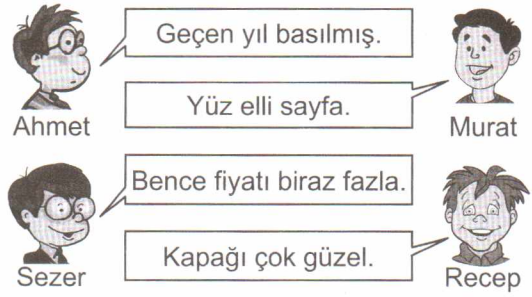 Geçen yıl basılmış.
Ahmet
Yüz elli sayfa.
Murat
Bence fiyatı biraz fazla.
Sezer
Kapağı çok güzel.
Recep